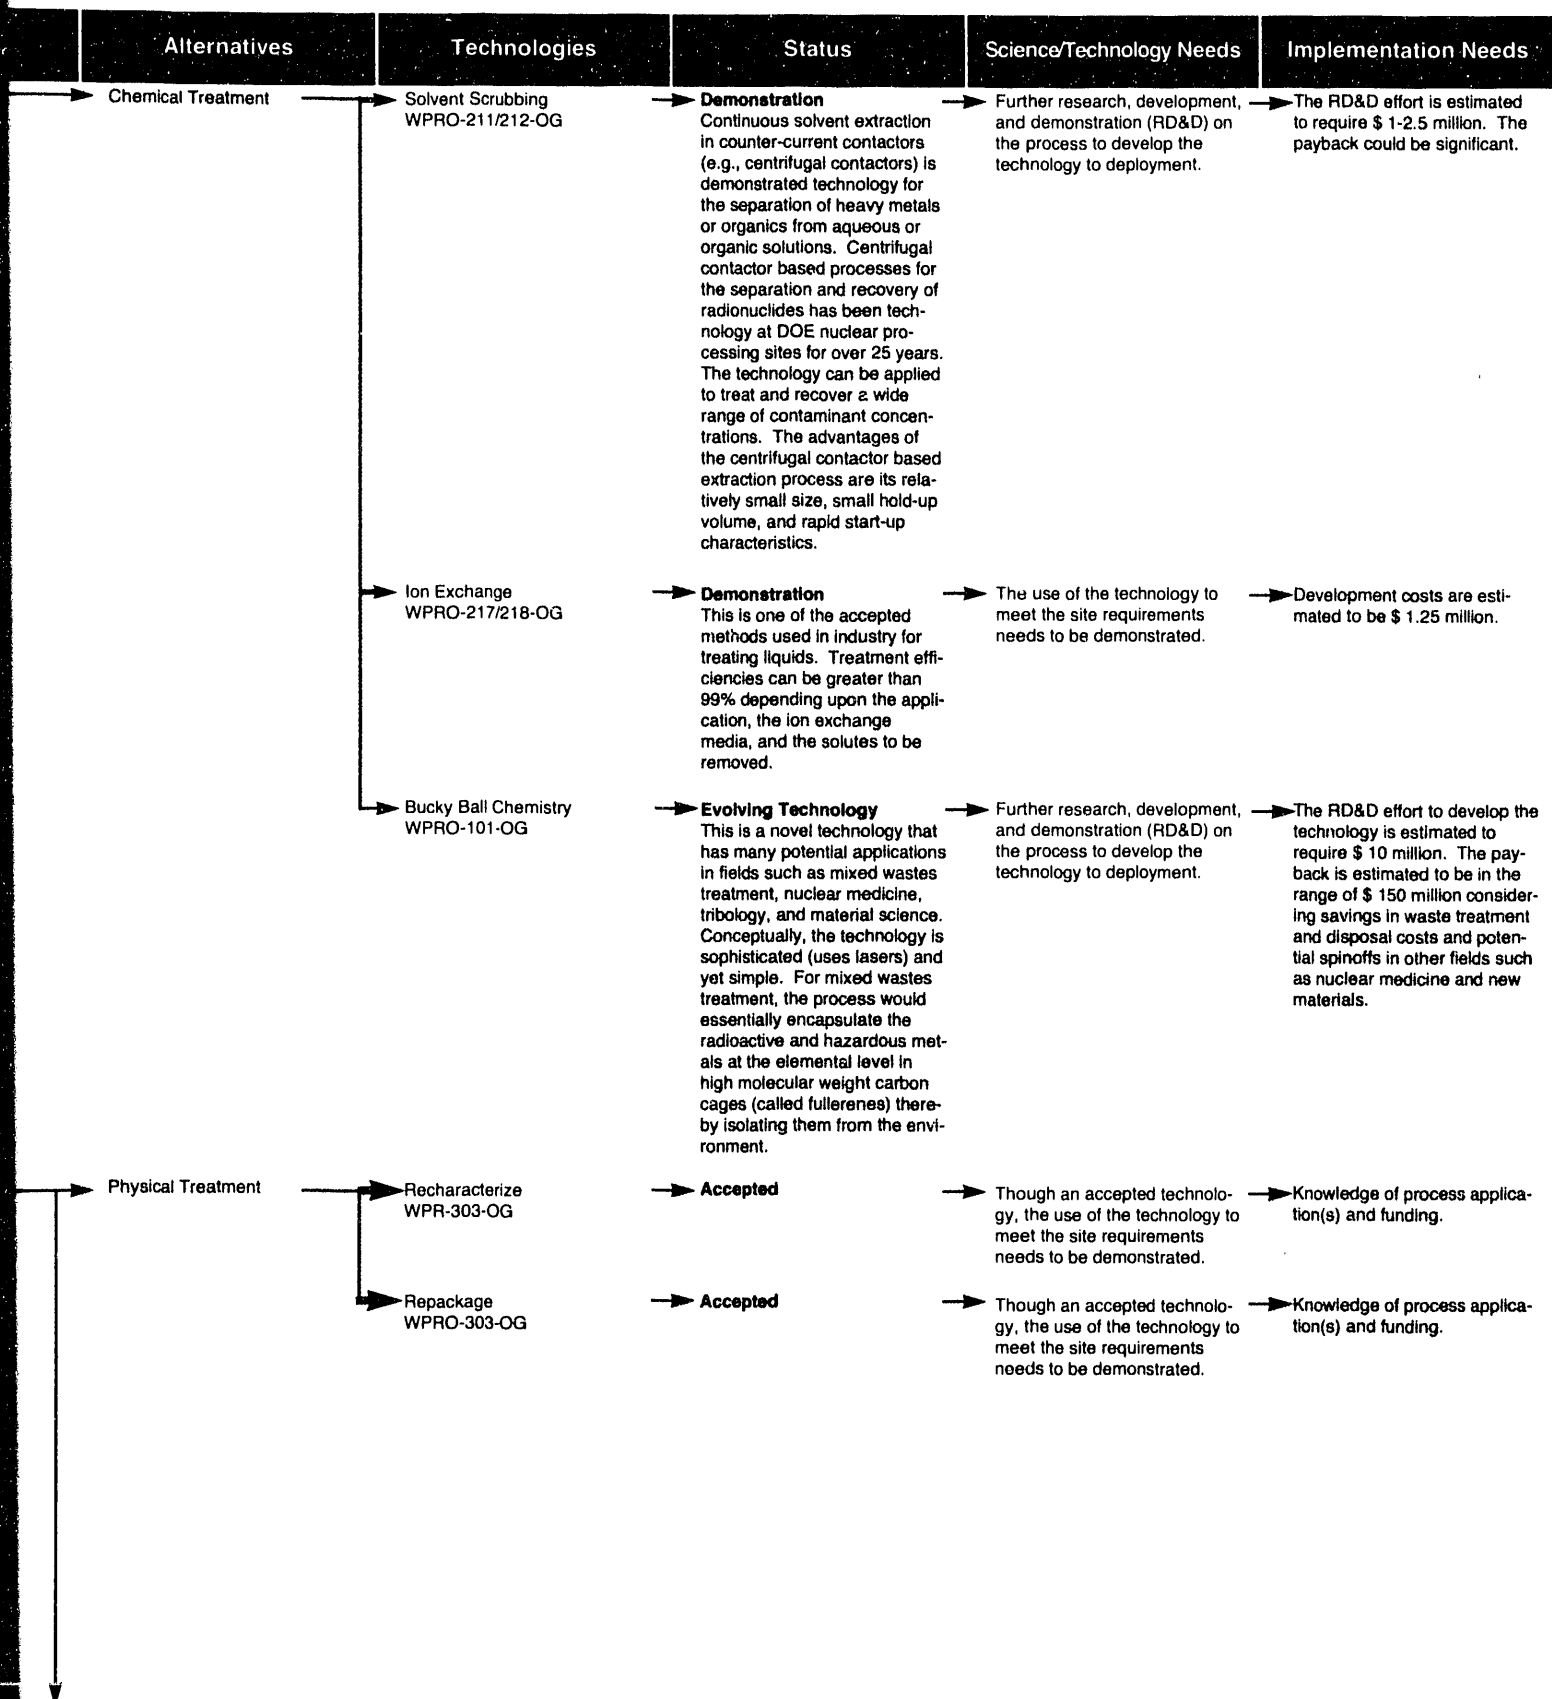 Alternatives
Technologies
Status
Science/Technology Needs
Implementation Needs
Chemical Treatment
Solvent Scrubbing
WPRO-211/212-OG
Demonstration
Continuous solvent extraction
in counter-current contactors
(e.g., centrifugal contactors) is
demonstrated technology for
the separation of heavy metals
or organics from aqueous or
organic solutions. Centrifugal
contactor based processes for
the separation and recovery of
radionuclides has been tech-
nology at DOE nuclear pro-
cessing sites for over 25 years.
The technology can be applied
to treat and recover a wide
range of contaminant concen-
trations. The advantages of
the centrifugal contactor based
extraction process are its rela-
tively small size, small hold-up
volume, and rapid start-up
characteristics.
Further research, development,
and demonstration (RD&D) on
the process to develop the
technology to deployment.
The RD&D effort is estimated
to require $ 1-2.5 million. The
payback could be significant.
Ion Exchange
WPRO-217/218-OG
Demonstration
This is one of the accepted
methods used in industry for
treating liquids. Treatment effi-
ciencies can be greater than
99% depending upon the appli-
cation, the ion exchange
media, and the solutes to be
removed.
The use of the technology to
meet the site requirements
needs to be demonstrated.
Development costs are esti-
mated to be $ 1.25 million.
Bucky Ball Chemistry
WPRO-101-OG
Evolving Technology
This is a novel technology that
has many potential applications
in fields such as mixed wastes
treatment, nuclear medicine,
tribology, and material science.
Conceptually, the technology is
sophisticated (uses lasers) and
yet simple. For mixed wastes
treatment, the process would
essentially encapsulate the
radioactive and hazardous met-
als at the elemental level in
high molecular weight carbon
cages (called fullerenes) there-
by isolating them from the envi-
ronment.
Further research, development,
and demonstration (RD&D) on
the process to develop the
technology to deployment.
The RD&D effort to develop the
technology is estimated to
require $ 10 million. The pay-
back is estimated to be in the
range of $ 150 million consider-
ing savings in waste treatment
and disposal costs and poten-
tial spinoffs in other fields such
as nuclear medicine and new
materials.
Physical Treatment
Recharacterize
WPR-303-OG
Accepted
Though an accepted technolo-
gy, the use of the technology to
meet the site requirements
needs to be demonstrated.
Knowledge of process applica-
tion(s) and funding.
Repackage
WPRO-303-OG
Accepted
Though an accepted technolo-
gy, the use of the technology to
meet the site requirements
needs to be demonstrated.
Knowledge of process applica-
tion(s) and funding.